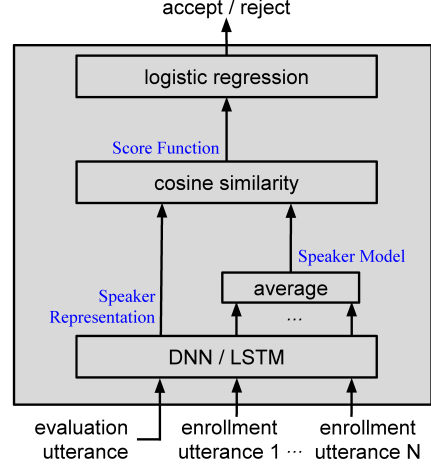 accept / reject
logistic regression
Score Function
cosine similarity
Speaker Model
average
Speaker
Representation
...
DNN / LSTM
evaluation
utterance
enrollment
utterance 1
...
enrollment
utterance N